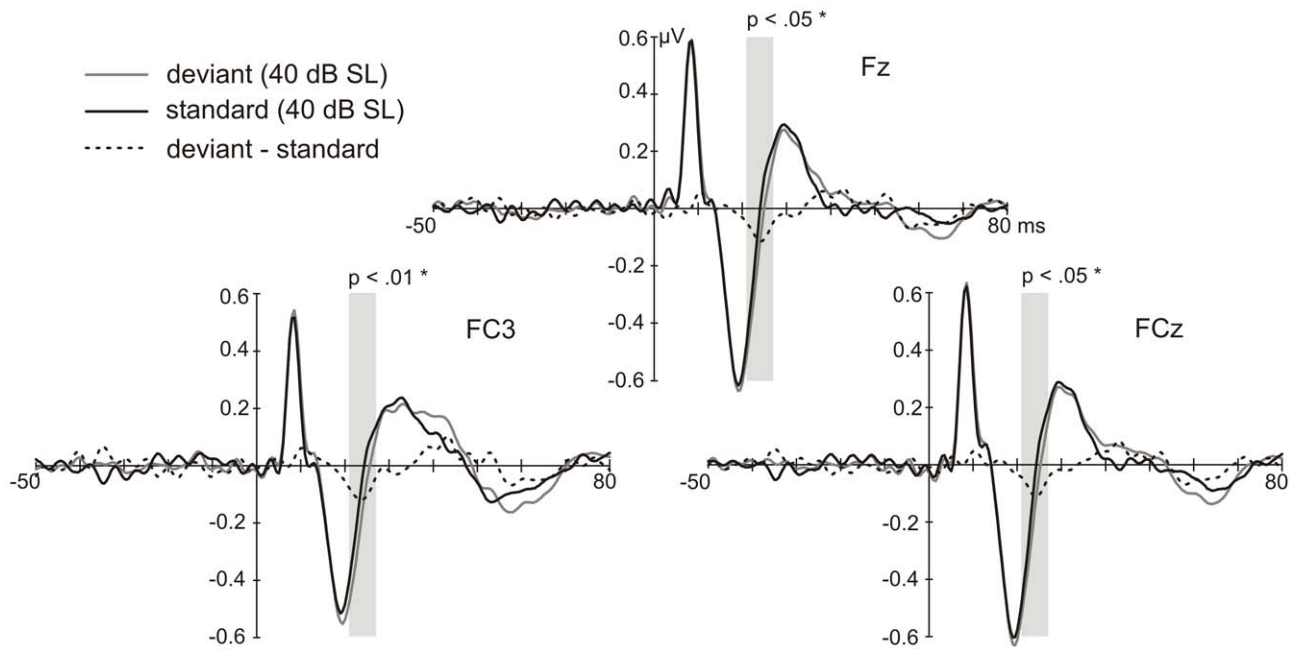 deviant (40 dB SL)
standard (40 dB SL)
deviant - standard
p < .05 *
0.6 µV
Fz
0.4
0.2
-50
80 ms
-0.2
-0.4
-0.6
p < .01 *
0.6
FC3
0.4
0.2
-50
80
-0.2
-0.4
-0.6
p < .05 *
0.6
FCz
0.4
0.2
-50
80
-0.2
-0.4
-0.6